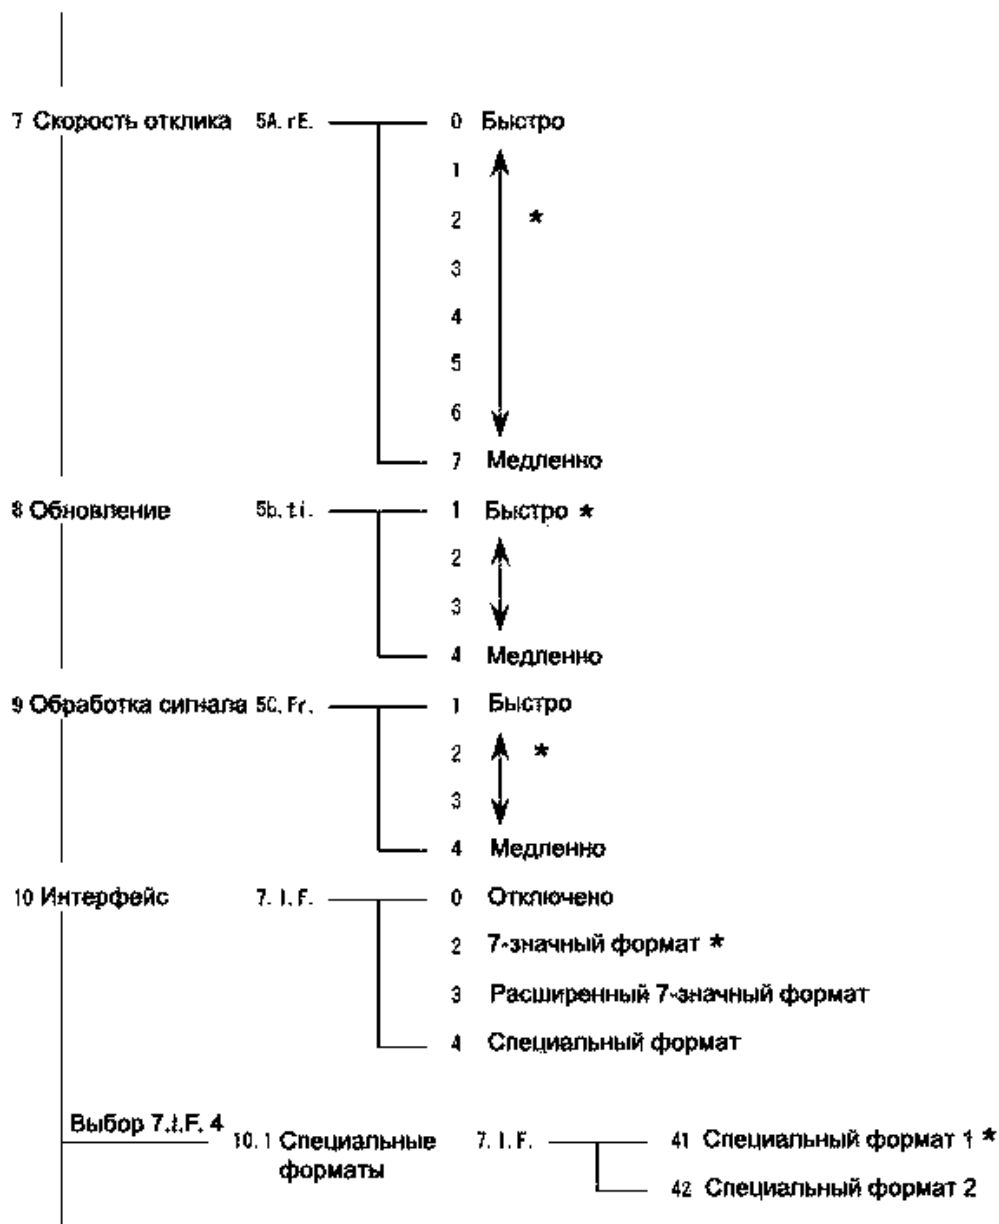 7 Скорость отклика 5A. rE. 0 Быстро
1
2 *
3
4
5
6
7 Медленно
8 Обновление 5b. ti. 1 Быстро *
2
3
4 Медленно
9 Обработка сигнала 5C. Fr. 1 Быстро
2 *
3
4 Медленно
10 Интерфейс 7. I. F. 0 Отключено
2 7-значный формат *
3 Расширенный 7-значный формат
4 Специальный формат
Выбор 7.I.F. 4
10. 1 Специальные 7. I. F. 41 Специальный формат 1 *
форматы
42 Специальный формат 2